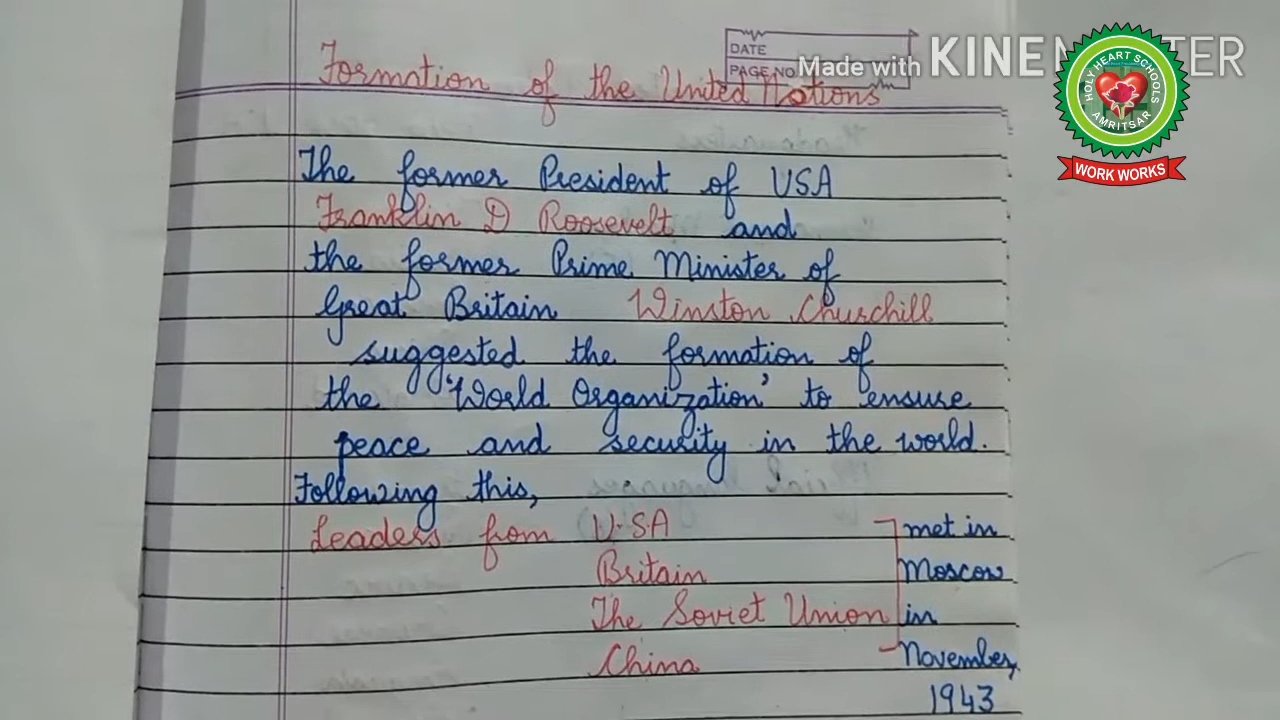 DATE
PAGE NO
Made with KINEMASTER
HOLY HEART SCHOOLS
AMRITSAR
WORK WORKS
Formation of the United Nations
The former President of USA
Franklin D Roosevelt and
the former Prime Minister of
Great Britain Winston Churchill
suggested the formation of
the 'World Organization' to ensure
peace and security in the world.
Following this,
Leaders from U.S.A met in
Britain Moscow
The Soviet Union in
China November,
1943